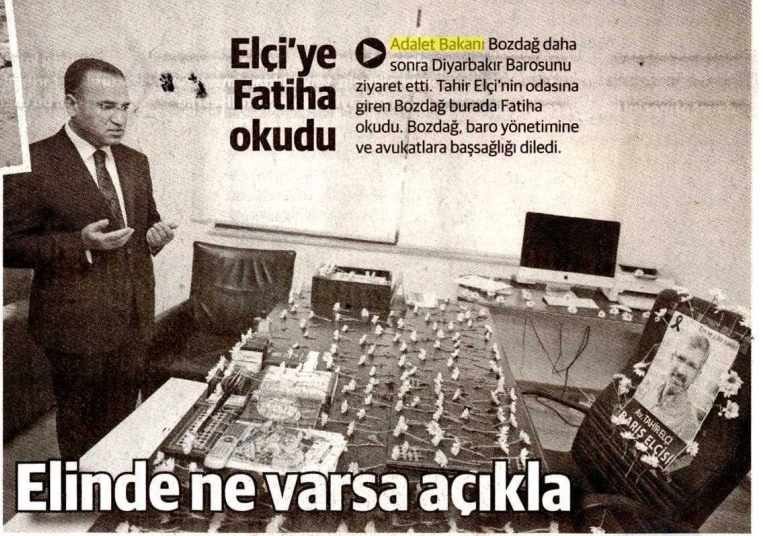 Elçi'ye
Fatiha
okudu
Adalet Bakanı Bozdağ daha
sonra Diyarbakır Barosunu
ziyaret etti. Tahir Elçi'nin odasına
giren Bozdağ burada Fatiha
okudu. Bozdağ, baro yönetimine
ve avukatlara başsağlığı diledi.
Av. TAHİR ELÇİ
BARIŞ ELÇİSİ
Elinde ne varsa açıkla